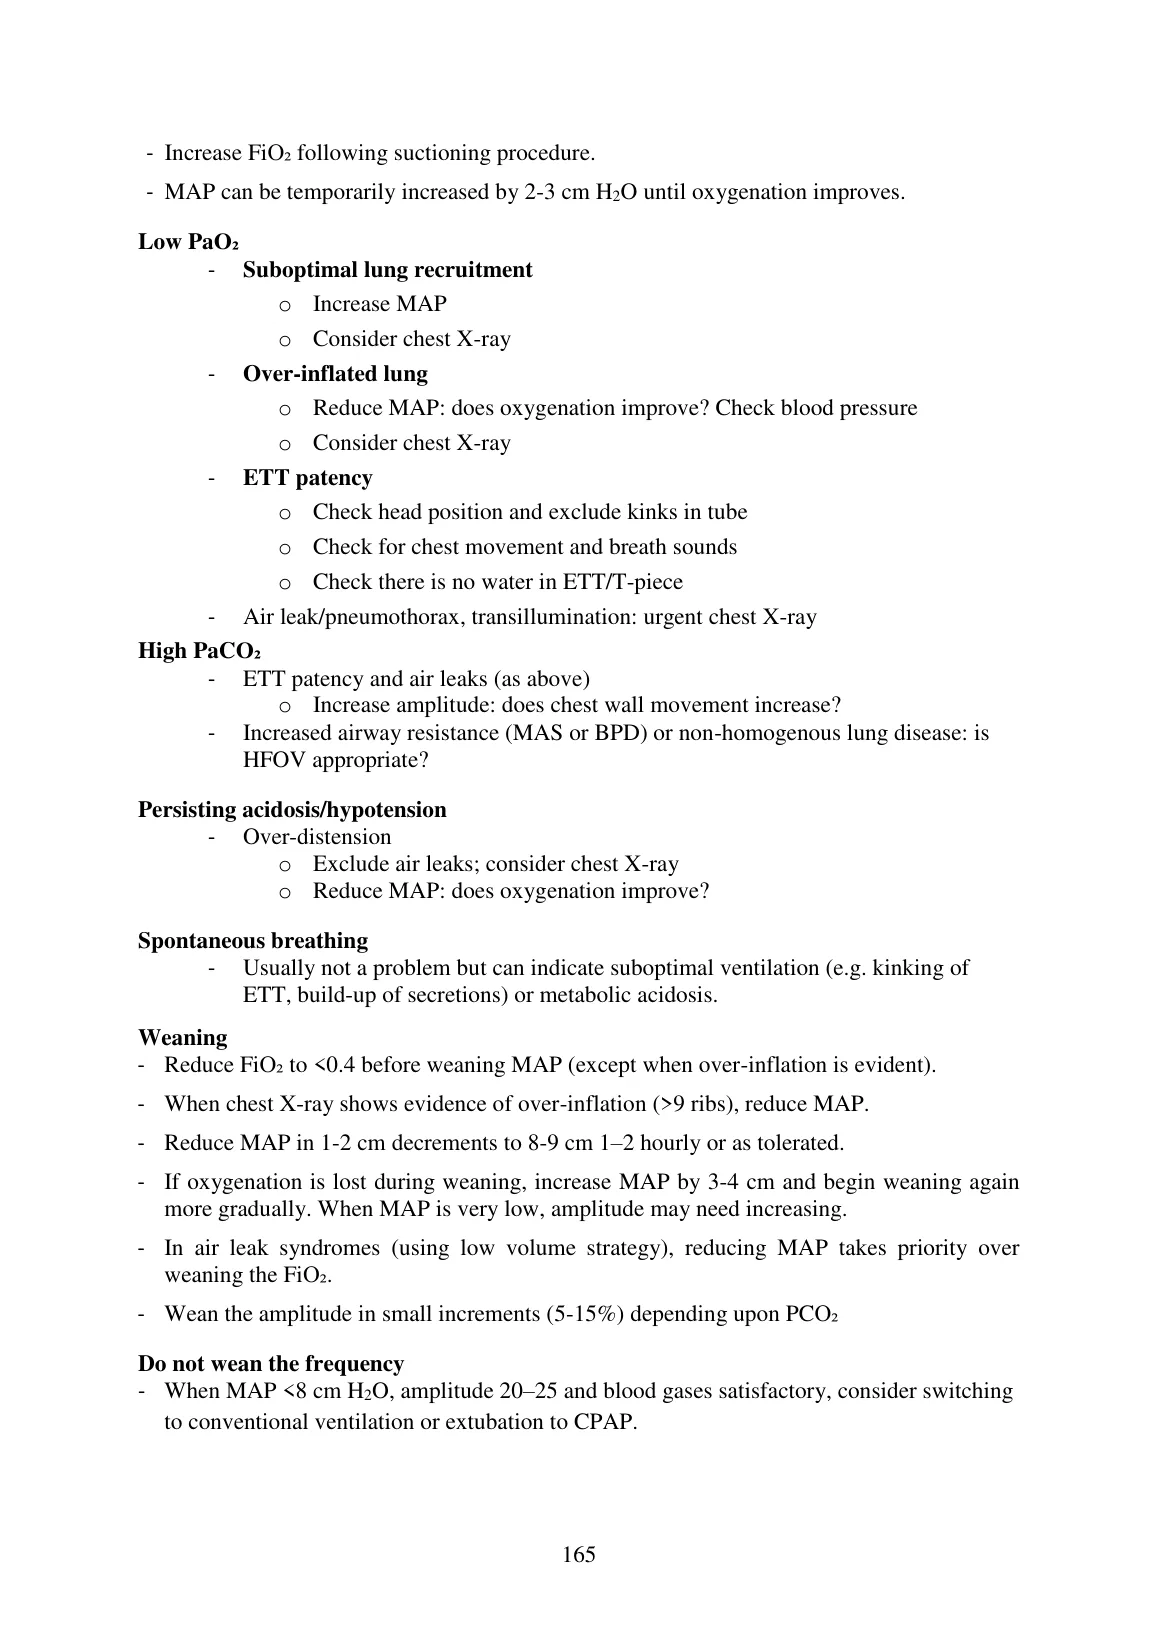 - Increase FiO₂ following suctioning procedure.
- MAP can be temporarily increased by 2-3 cm H₂O until oxygenation improves.
Low PaO₂
- Suboptimal lung recruitment
o Increase MAP
o Consider chest X-ray
- Over-inflated lung
o Reduce MAP: does oxygenation improve? Check blood pressure
o Consider chest X-ray
- ETT patency
o Check head position and exclude kinks in tube
o Check for chest movement and breath sounds
o Check there is no water in ETT/T-piece
- Air leak/pneumothorax, transillumination: urgent chest X-ray
High PaCO₂
- ETT patency and air leaks (as above)
o Increase amplitude: does chest wall movement increase?
- Increased airway resistance (MAS or BPD) or non-homogenous lung disease: is
HFOV appropriate?
Persisting acidosis/hypotension
- Over-distension
o Exclude air leaks; consider chest X-ray
o Reduce MAP: does oxygenation improve?
Spontaneous breathing
- Usually not a problem but can indicate suboptimal ventilation (e.g. kinking of
ETT, build-up of secretions) or metabolic acidosis.
Weaning
- Reduce FiO₂ to <0.4 before weaning MAP (except when over-inflation is evident).
- When chest X-ray shows evidence of over-inflation (>9 ribs), reduce MAP.
- Reduce MAP in 1-2 cm decrements to 8-9 cm 1–2 hourly or as tolerated.
- If oxygenation is lost during weaning, increase MAP by 3-4 cm and begin weaning again
more gradually. When MAP is very low, amplitude may need increasing.
- In air leak syndromes (using low volume strategy), reducing MAP takes priority over
weaning the FiO₂.
- Wean the amplitude in small increments (5-15%) depending upon PCO₂
Do not wean the frequency
- When MAP <8 cm H₂O, amplitude 20–25 and blood gases satisfactory, consider switching
to conventional ventilation or extubation to CPAP.
165